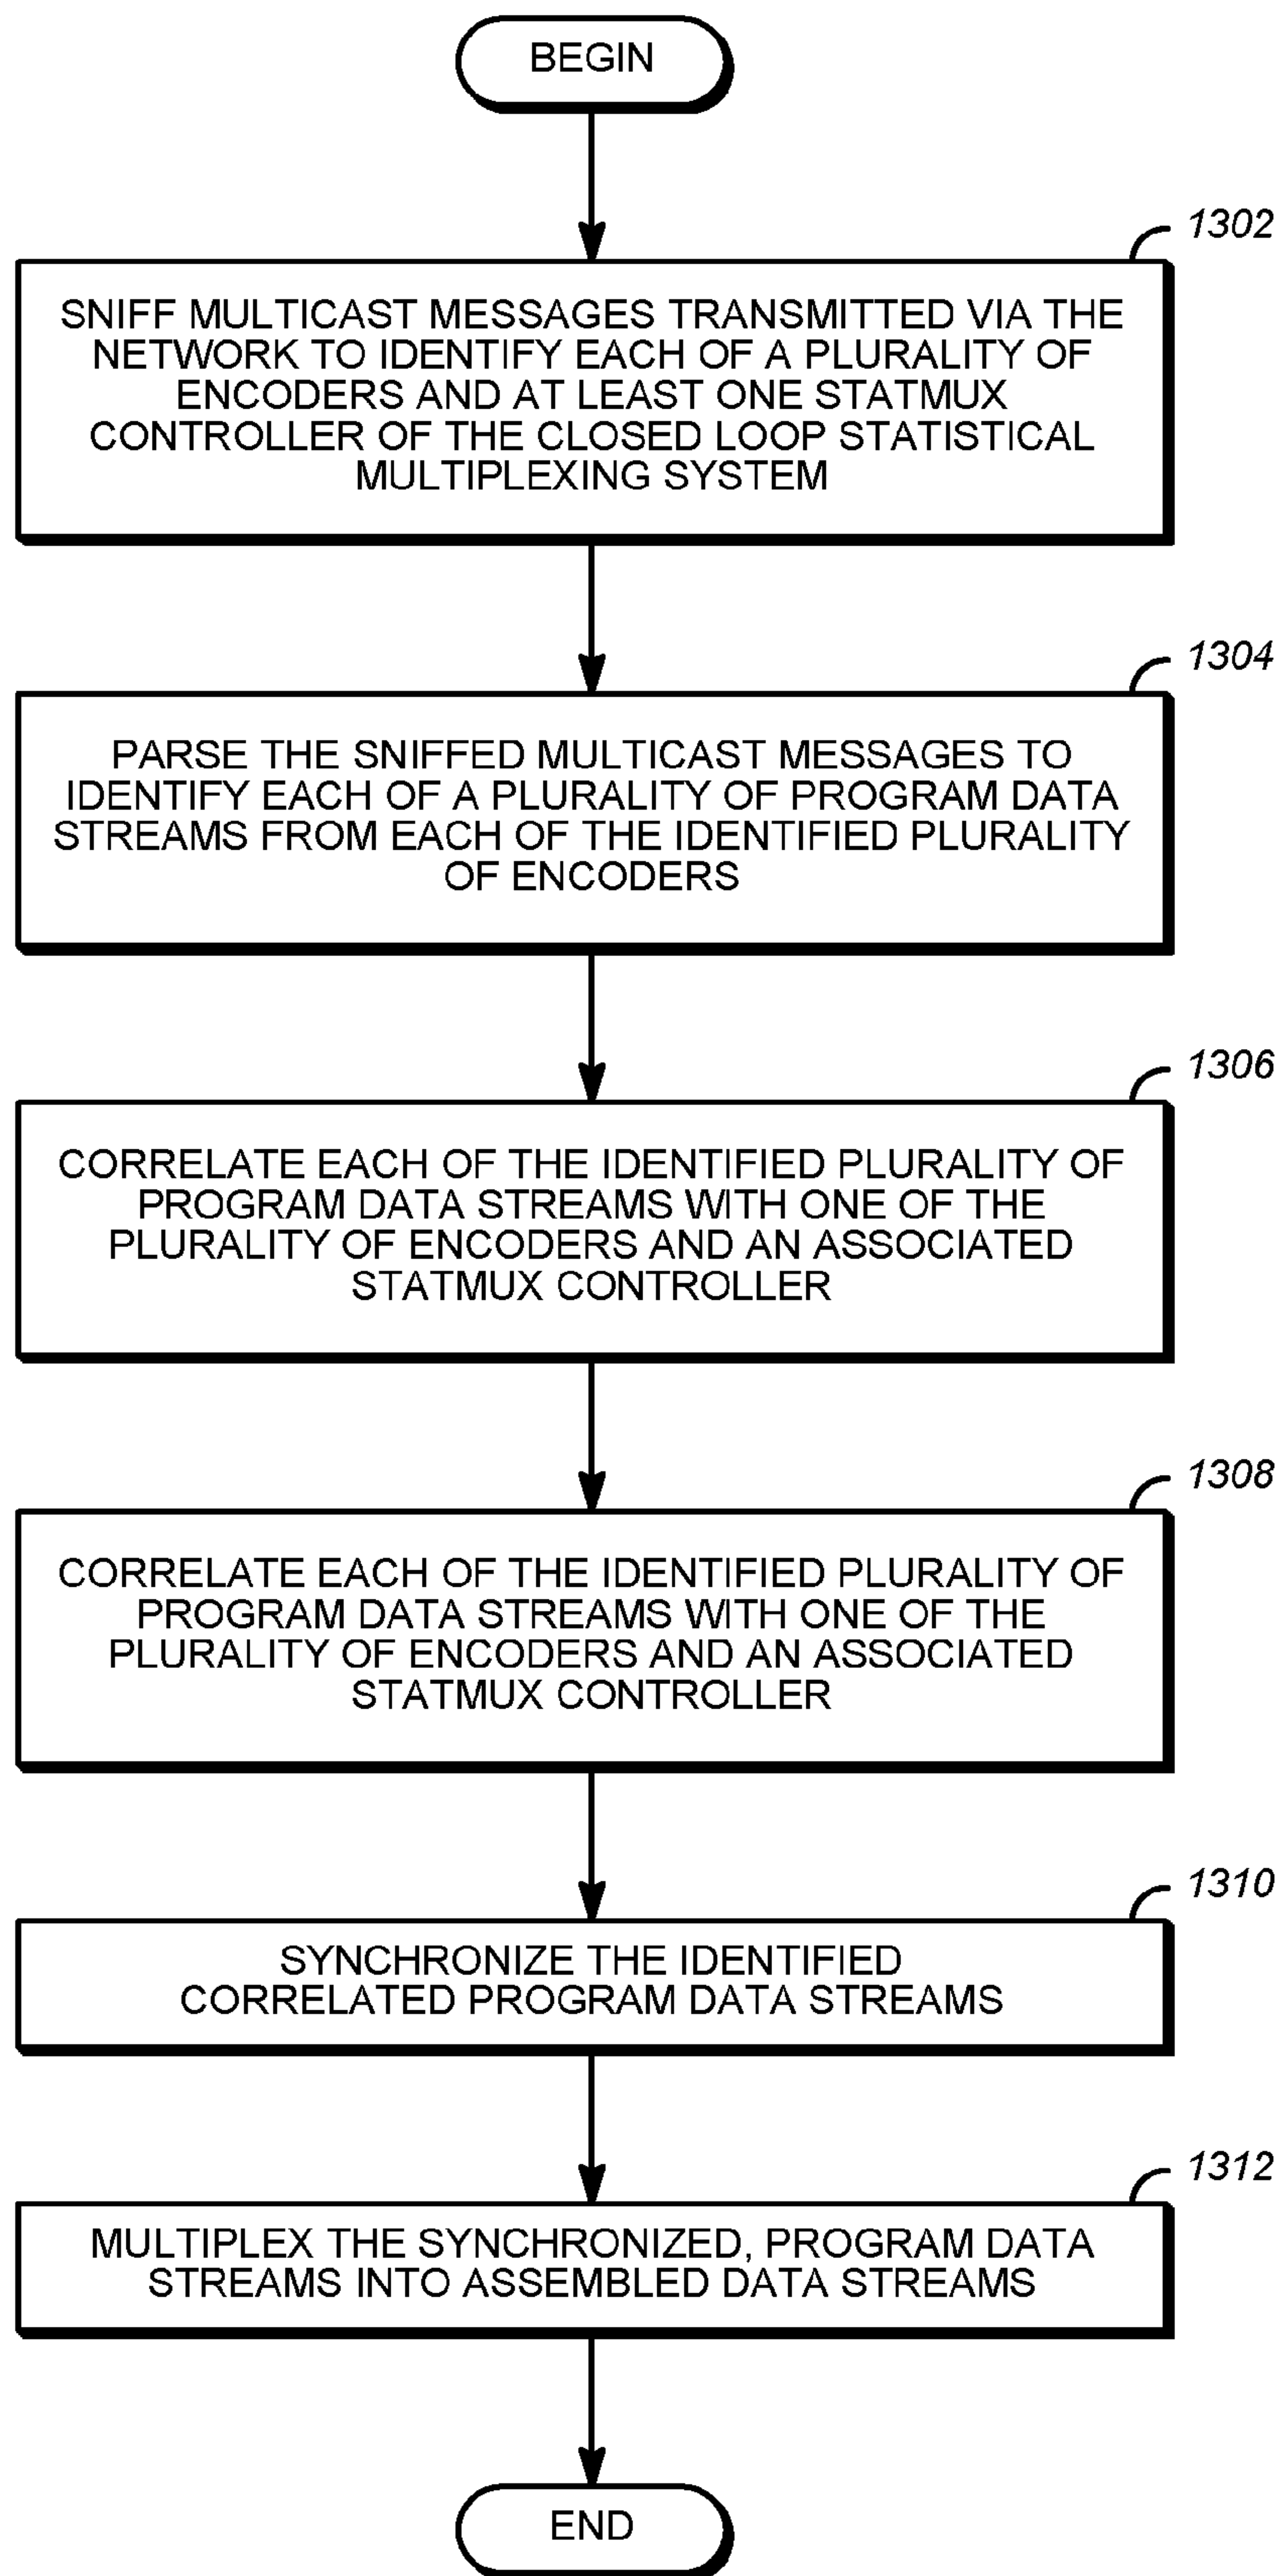 BEGIN
1302
SNIFF MULTICAST MESSAGES TRANSMITTED VIA THE
NETWORK TO IDENTIFY EACH OF A PLURALITY OF
ENCODERS AND AT LEAST ONE STATMUX
CONTROLLER OF THE CLOSED LOOP STATISTICAL
MULTIPLEXING SYSTEM
1304
PARSE THE SNIFFED MULTICAST MESSAGES TO
IDENTIFY EACH OF A PLURALITY OF PROGRAM DATA
STREAMS FROM EACH OF THE IDENTIFIED PLURALITY
OF ENCODERS
1306
CORRELATE EACH OF THE IDENTIFIED PLURALITY OF
PROGRAM DATA STREAMS WITH ONE OF THE
PLURALITY OF ENCODERS AND AN ASSOCIATED
STATMUX CONTROLLER
1308
CORRELATE EACH OF THE IDENTIFIED PLURALITY OF
PROGRAM DATA STREAMS WITH ONE OF THE
PLURALITY OF ENCODERS AND AN ASSOCIATED
STATMUX CONTROLLER
1310
SYNCHRONIZE THE IDENTIFIED
CORRELATED PROGRAM DATA STREAMS
1312
MULTIPLEX THE SYNCHRONIZED, PROGRAM DATA
STREAMS INTO ASSEMBLED DATA STREAMS
END